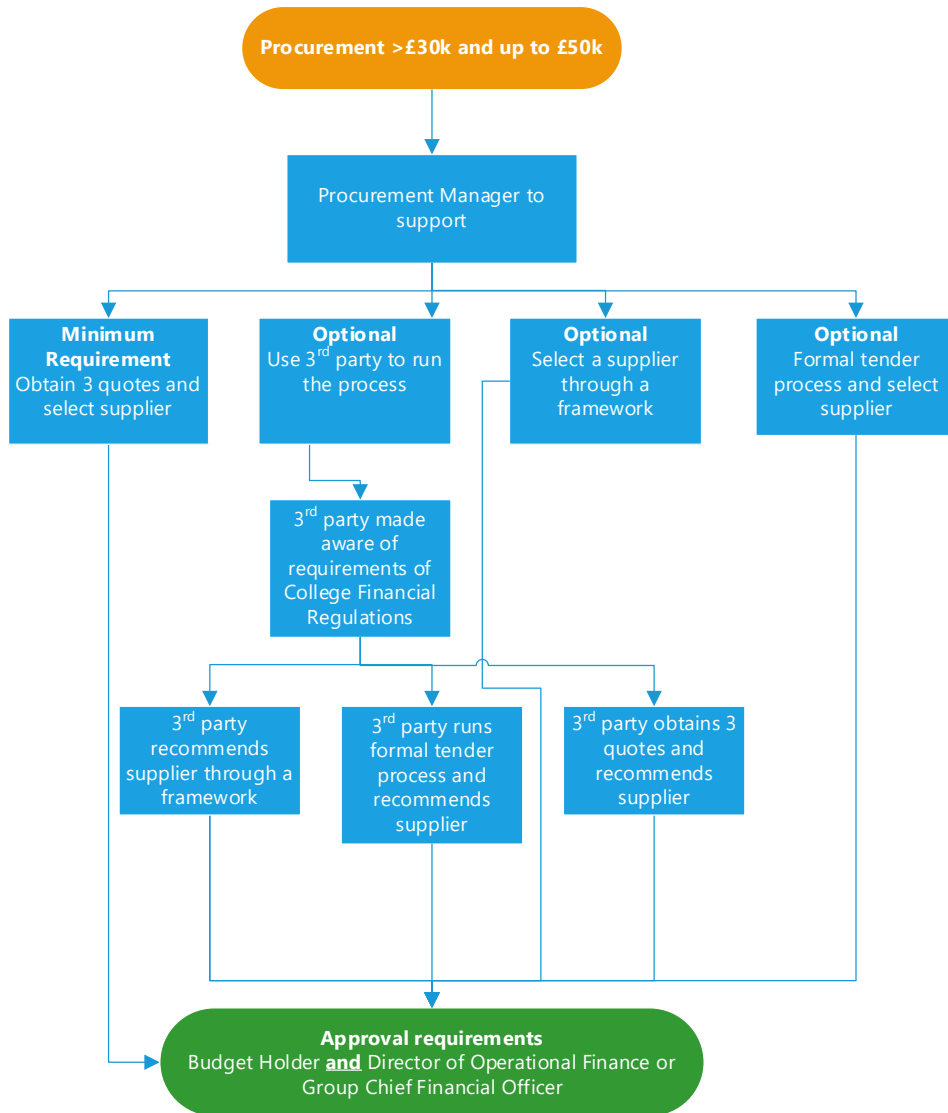 Procurement >£30k and up to £50k
Procurement Manager to
support
Minimum
Requirement
Obtain 3 quotes and
select supplier
Optional
Use 3rd party to run
the process
Optional
Select a supplier
through a
framework
Optional
Formal tender
process and select
supplier
3rd party made
aware of
requirements of
College Financial
Regulations
3rd party
recommends
supplier through a
framework
3rd party runs
formal tender
process and
recommends
supplier
3rd party obtains 3
quotes and
recommends
supplier
Approval requirements
Budget Holder and Director of Operational Finance or
Group Chief Financial Officer